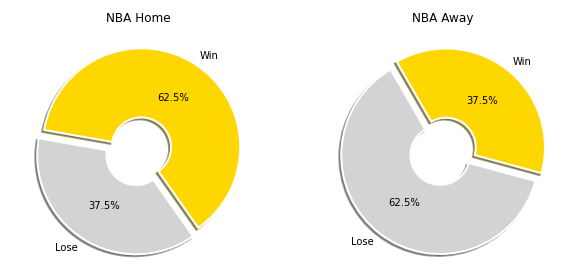 NBA Home
Win
62.5%
37.5%
Lose
NBA Away
Win
37.5%
62.5%
Lose